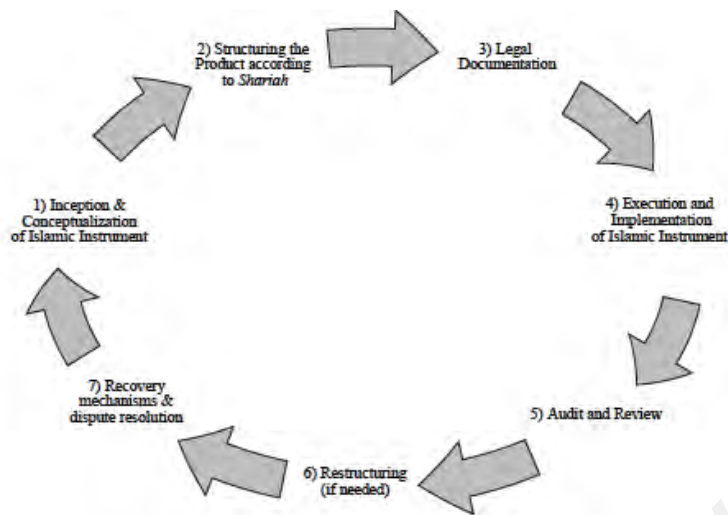 1) Inception &
Conceptualization
of Islamic Instrument
2) Structuring the
Product according
to Shariah
3) Legal
Documentation
4) Execution and
Implementation
of Islamic Instrument
5) Audit and Review
6) Restructuring
(if needed)
7) Recovery
mechanisms &
dispute resolution